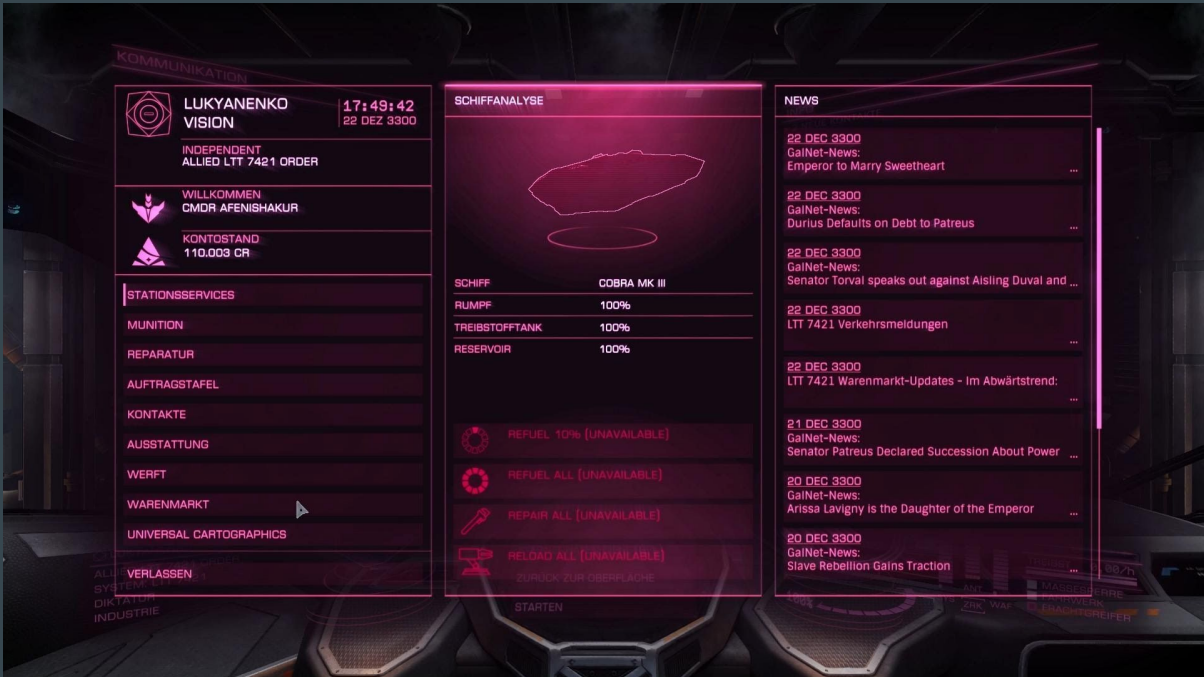 KOMMUNIKATION
LUKYANENKO
VISION
17:49:42
22 DEZ 3300
INDEPENDENT
ALLIED LTT 7421 ORDER
WILLKOMMEN
CMDR AFENISHAKUR
KONTOSTAND
110.003 CR
STATIONSSERVICES
MUNITION
REPARATUR
AUFTRAGSTAFEL
KONTAKTE
AUSSTATTUNG
WERFT
WARENMARKT
UNIVERSAL CARTOGRAPHICS
VERLASSEN
DIKTATUR
INDUSTRIE
SCHIFFANALYSE
SCHIFF COBRA MK III
RUMPF 100%
TREIBSTOFFTANK 100%
RESERVOIR 100%
REFUEL 10% (UNAVAILABLE)
REFUEL ALL (UNAVAILABLE)
REPAIR ALL (UNAVAILABLE)
RELOAD ALL (UNAVAILABLE)
ZURÜCK ZUR OBERFLÄCHE
STARTEN
NEWS
22 DEC 3300
GalNet-News:
Emperor to Marry Sweetheart
...
22 DEC 3300
GalNet-News:
Durius Defaults on Debt to Patreus
...
22 DEC 3300
GalNet-News:
Senator Torval speaks out against Aisling Duval and ...
22 DEC 3300
LTT 7421 Verkehrsmeldungen
...
22 DEC 3300
LTT 7421 Warenmarkt-Updates - Im Abwärtstrend:
...
21 DEC 3300
GalNet-News:
Senator Patreus Declared Succession About Power ...
20 DEC 3300
GalNet-News:
Arissa Lavigny is the Daughter of the Emperor
...
20 DEC 3300
GalNet-News:
Slave Rebellion Gains Traction
...
MASSESPERRE
FAHRWERK
FRACHTGREIFER
ANT
ZRK WAF